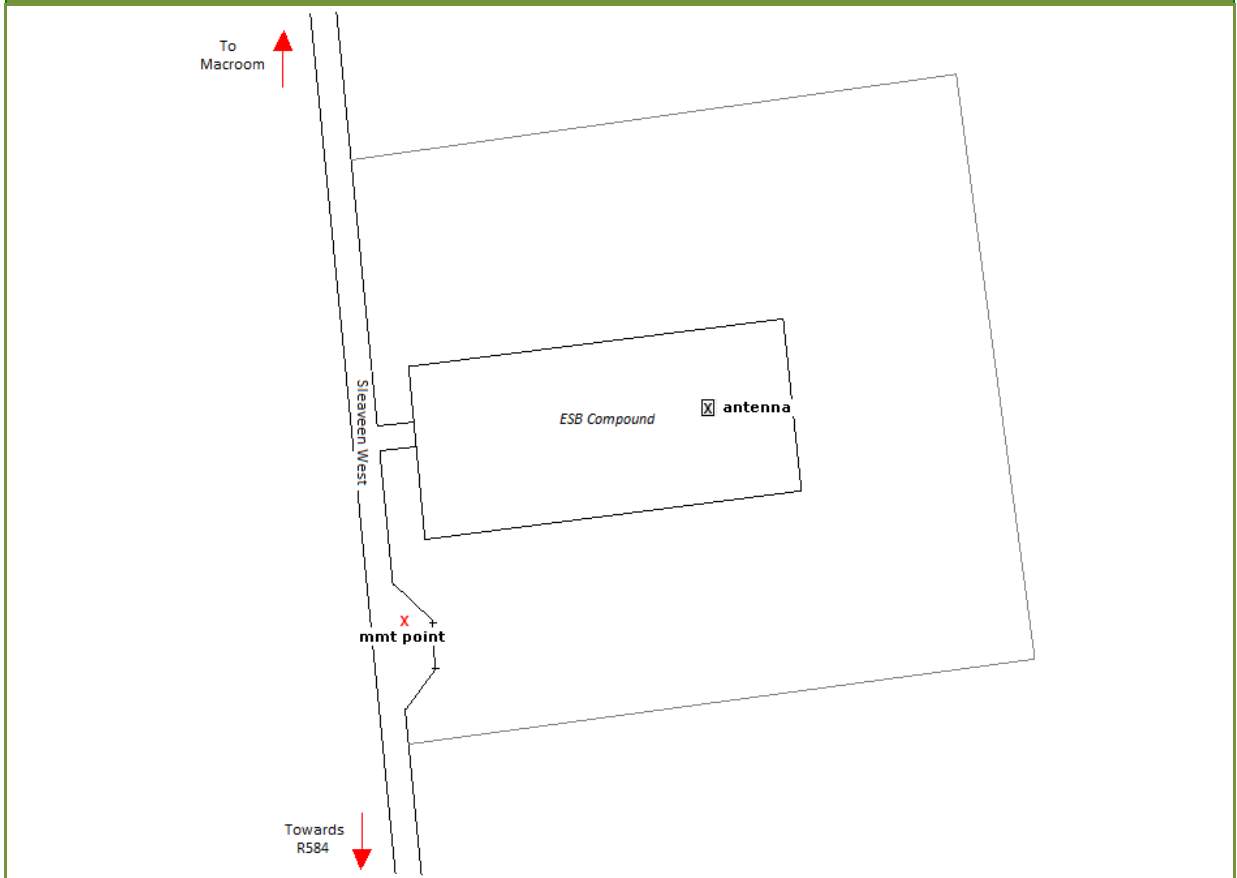 To
Macroom
Sleaveen West
ESB Compound
X antenna
X
mmt point
Towards
R584